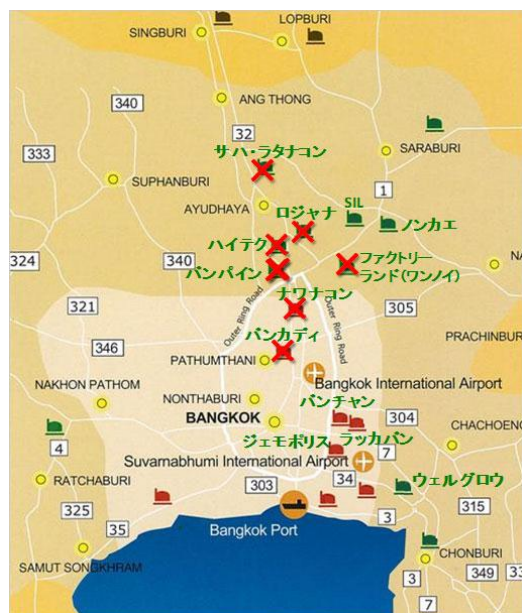 LOPBURI
SINGBURI
ANG THONG
340
32
333
サハ・ラタナコン
SARABURI
SUPHANBURI
1
AYUDHAYA
SIL
ロジャナ
ノンカエ
ハイテク
324
340
ファクトリー
ランド(ワンノイ)
バンパイン
ナワナコン
321
305
Outer Ring Road
Outer Ring Road
346
バンカディ
PRACHINBURI
PATHUMTHANI
NAKHON PATHOM
Bangkok International Airport
NONTHABURI
バンチャン
BANGKOK
304
CHACHOENG
4
ジェモポリス
ラッカバン
7
Suvarnabhumi International Airport
RATCHABURI
303
34
ウェルグロウ
325
315
35
Bangkok Port
3
SAMUT SONGKHRAM
CHONBURI
3
349
7